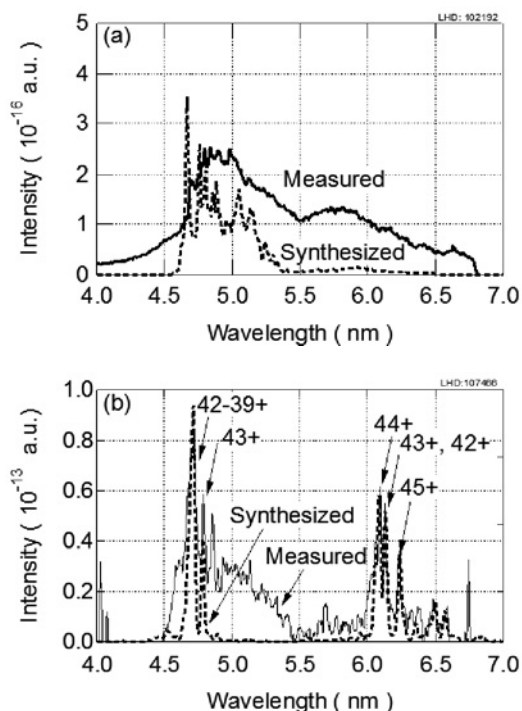 LHD: 102192
(a)
5
4
3
2
1
0
Intensity ( 10⁻¹⁶ a.u. )
Measured
Synthesized
4.0 4.5 5.0 5.5 6.0 6.5 7.0
Wavelength ( nm )
LHD:107466
(b)
1.0
0.8
0.6
0.4
0.2
0.0
Intensity ( 10⁻¹³ a.u. )
42-39+
43+
Synthesized
Measured
44+
43+, 42+
45+
4.0 4.5 5.0 5.5 6.0 6.5 7.0
Wavelength ( nm )